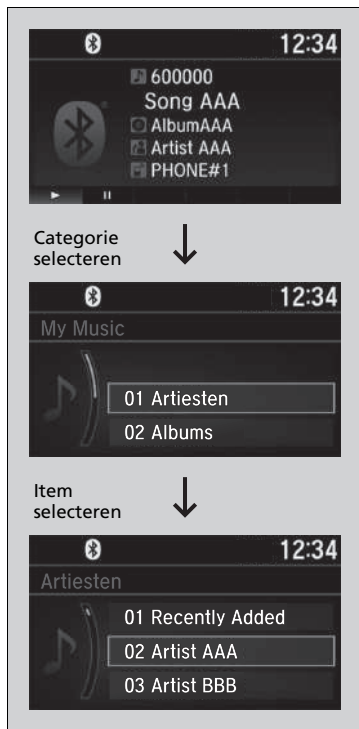 12:34
600000
Song AAA
AlbumAAA
Artist AAA
PHONE#1
Categorie
selecteren
12:34
My Music
01 Artiesten
02 Albums
Item
selecteren
12:34
Artiesten
01 Recently Added
02 Artist AAA
03 Artist BBB